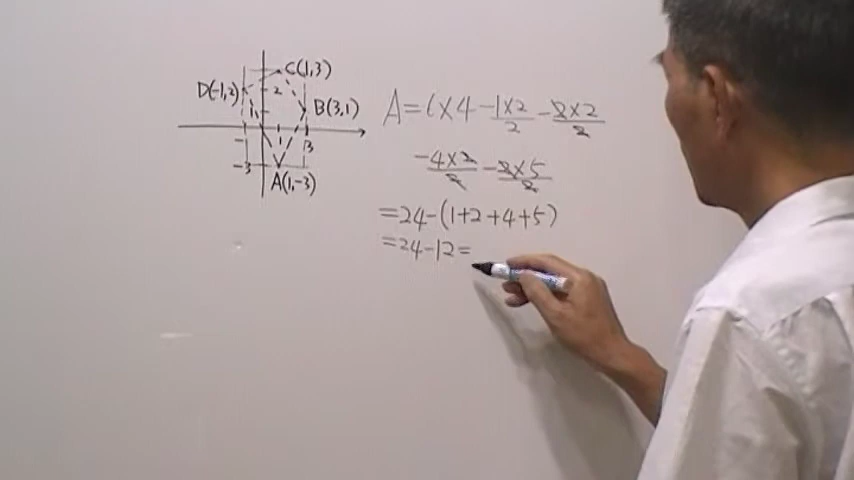 C(1,3)
D(-1,2)
2
1
B(3,1)
-1
3
-3
A(1,-3)
A=6×4-1×2/2-2×2/2
-4×2/2-2×5/2
=24-(1+2+4+5)
=24-12=